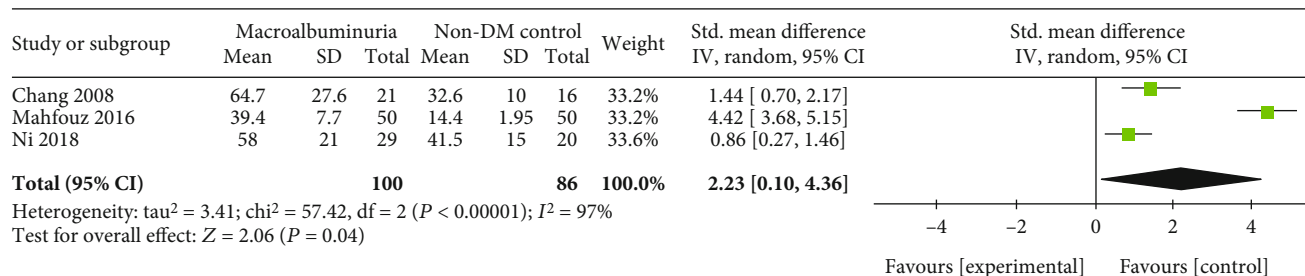 Study or subgroup Macroalbuminuria Non-DM control Weight Std. mean difference Std. mean difference
Mean SD Total Mean SD Total IV, random, 95% CI IV, random, 95% CI
Chang 2008 64.7 27.6 21 32.6 10 16 33.2% 1.44 [ 0.70, 2.17]
Mahfouz 2016 39.4 7.7 50 14.4 1.95 50 33.2% 4.42 [ 3.68, 5.15]
Ni 2018 58 21 29 41.5 15 20 33.6% 0.86 [0.27, 1.46]
Total (95% CI) 100 86 100.0% 2.23 [0.10, 4.36]
Heterogeneity: tau² = 3.41; chi² = 57.42, df = 2 (P < 0.00001); I² = 97%
Test for overall effect: Z = 2.06 (P = 0.04)
−4 −2 0 2 4
Favours [experimental] Favours [control]